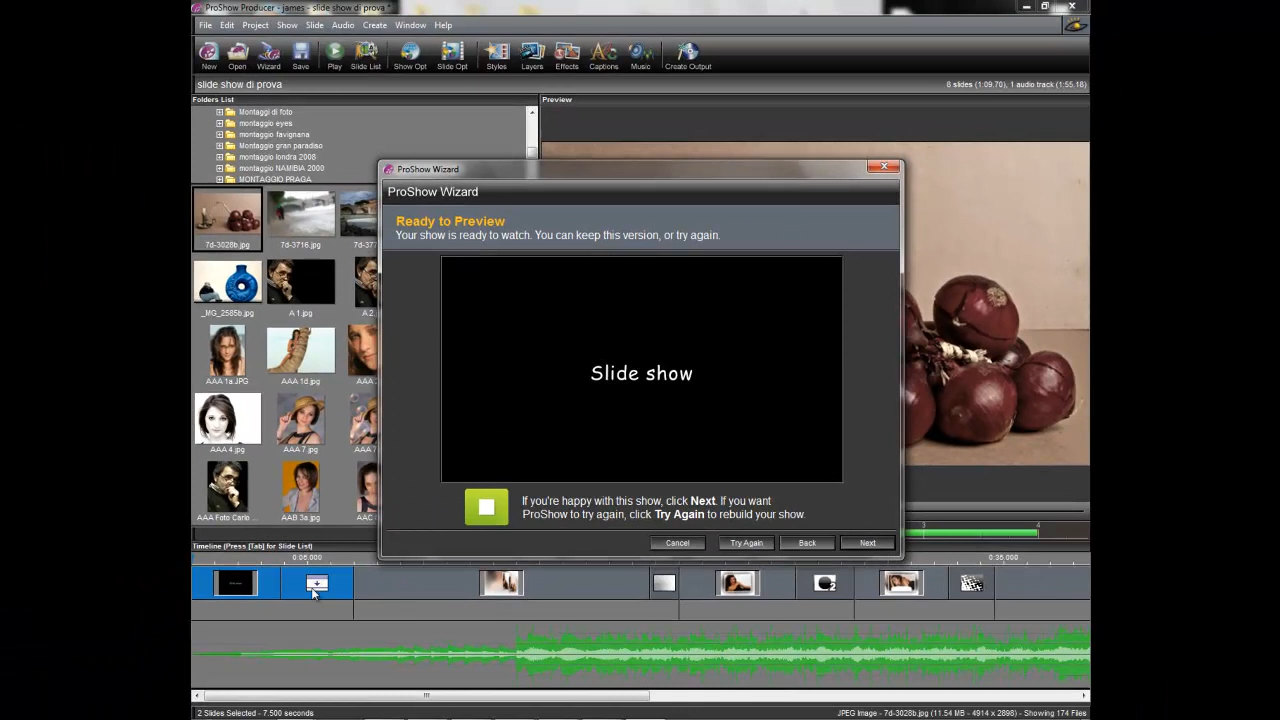 ProShow Producer - james - slide show di prova *
File Edit Project Show Slide Audio Create Window Help
New Open Wizard Save Play Slide List Show Opt Slide Opt Styles Layers Effects Captions Music Create Output
slide show di prova
8 slides (1:09.70), 1 audio track (1:55.18)
Folders List
Preview
Montaggi di foto
montaggio eyes
montaggio favignana
montaggio gran paradiso
montaggio londra 2008
montaggio NAMIBIA 2000
MONTAGGIO PRAGA
7d-3028b.jpg 7d-3716.jpg
_MG_2585b.jpg A 1.jpg
AAA 1a.JPG AAA 1d.jpg
AAA 4.jpg AAA 7.jpg
AAA Foto Carlo ... AAB 3a.jpg
ProShow Wizard
ProShow Wizard
Ready to Preview
Your show is ready to watch. You can keep this version, or try again.
Slide show
If you're happy with this show, click Next. If you want
ProShow to try again, click Try Again to rebuild your show.
Cancel Try Again Back Next
3 4
Timeline (Press [Tab] for Slide List)
0:05.000 0:35.000
2
2 Slides Selected - 7.500 seconds
JPEG Image - 7d-3028b.jpg (11.54 MB - 4914 x 2898) - Showing 174 Files